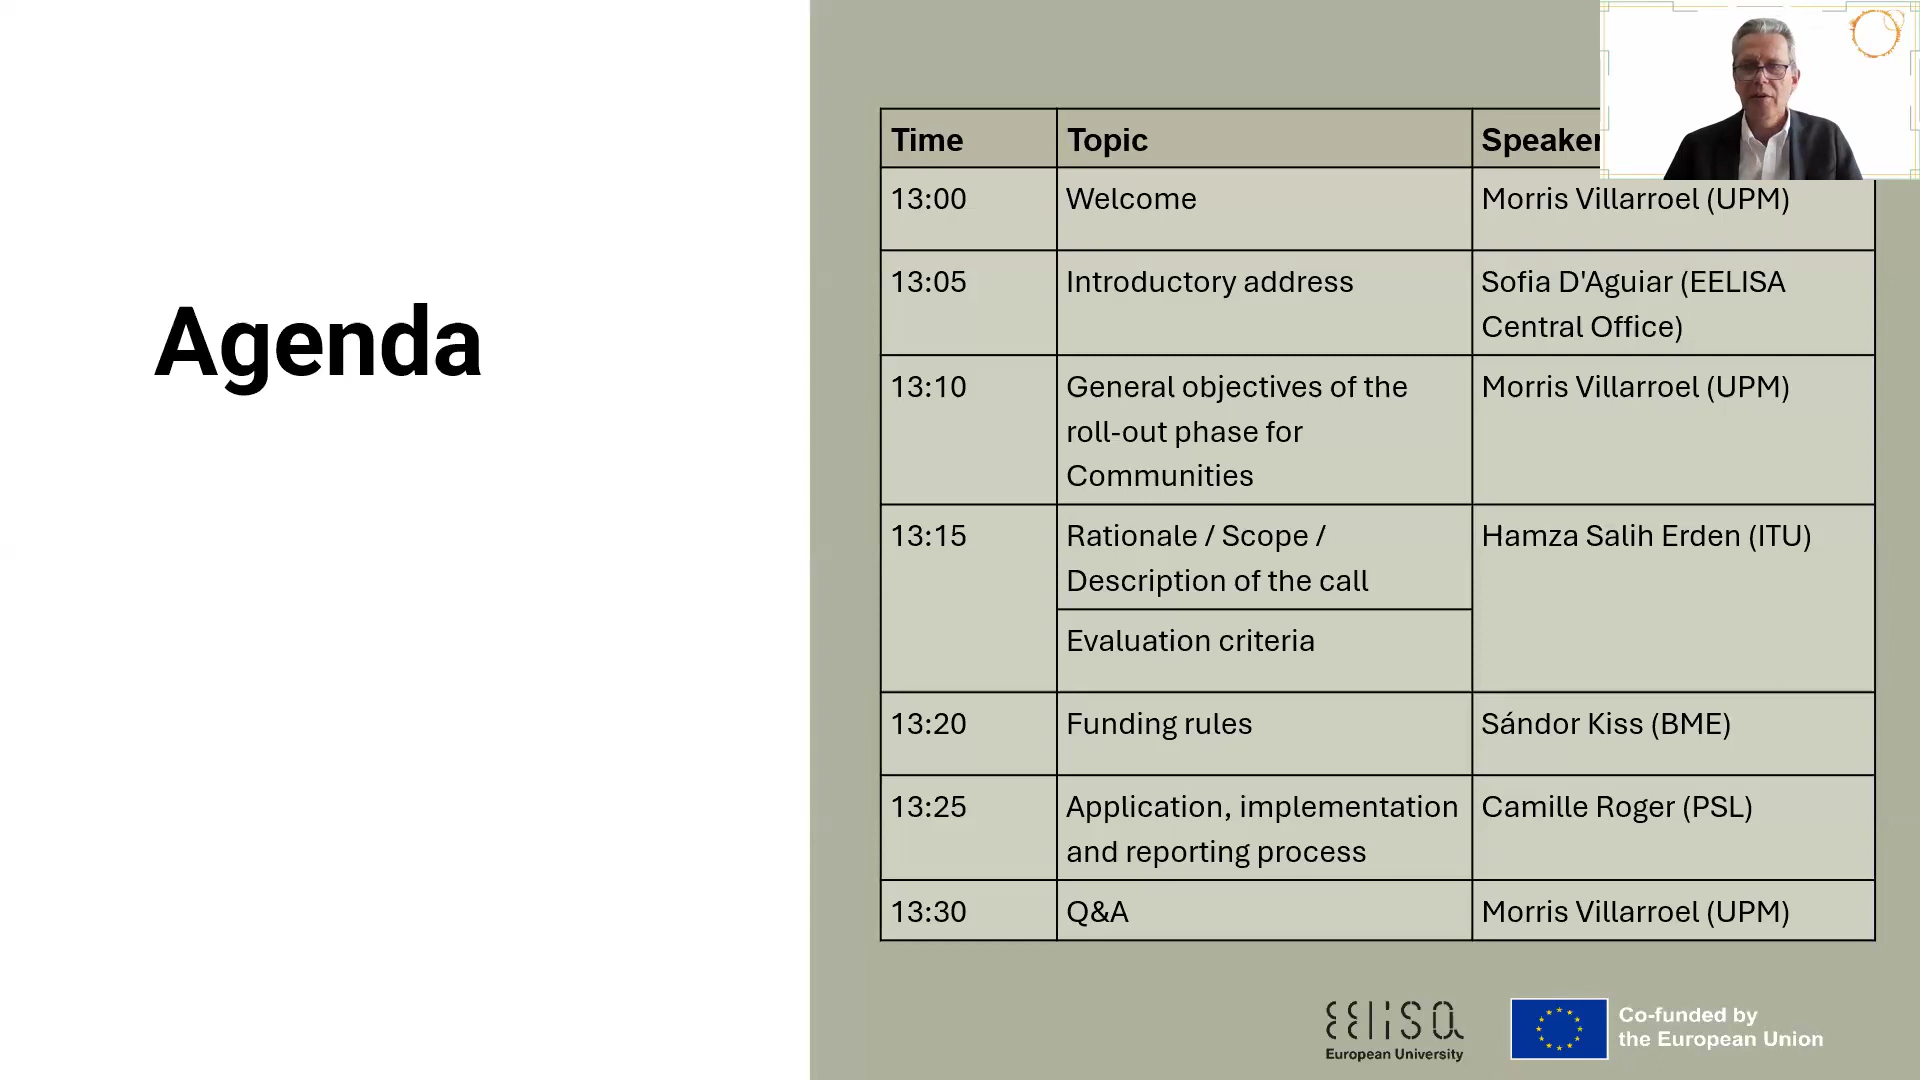 Agenda
Time Topic Speaker
13:00 Welcome Morris Villarroel (UPM)
13:05 Introductory address Sofia D'Aguiar (EELISA
Central Office)
13:10 General objectives of the Morris Villarroel (UPM)
roll-out phase for
Communities
13:15 Rationale / Scope / Hamza Salih Erden (ITU)
Description of the call
Evaluation criteria
13:20 Funding rules Sándor Kiss (BME)
13:25 Application, implementation Camille Roger (PSL)
and reporting process
13:30 Q&A Morris Villarroel (UPM)
EELISA
European University
Co-funded by
the European Union